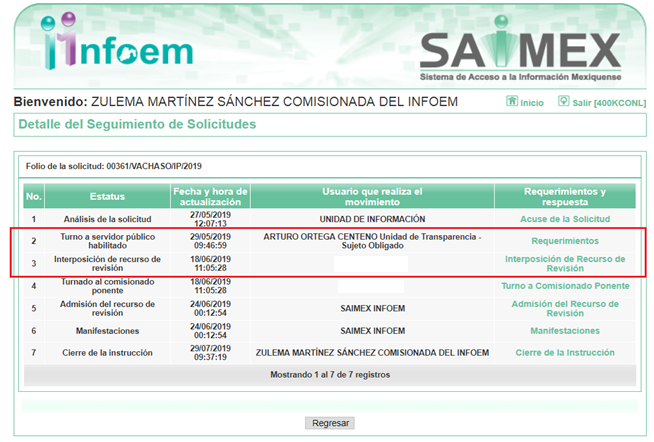 infoem
SAIMEX
Sistema de Acceso a la Información Mexiquense
Bienvenido: ZULEMA MARTÍNEZ SÁNCHEZ COMISIONADA DEL INFOEM
Inicio
Salir [400KCONL]
Detalle del Seguimiento de Solicitudes
Folio de la solicitud: 00361/VACHASO/IP/2019
No. Estatus Fecha y hora de actualización Usuario que realiza el movimiento Requerimientos y respuesta
1 Análisis de la solicitud 27/05/2019 12:07:13 UNIDAD DE INFORMACIÓN Acuse de la Solicitud
2 Turno a servidor público habilitado 29/05/2019 09:46:59 ARTURO ORTEGA CENTENO Unidad de Transparencia - Sujeto Obligado Requerimientos
3 Interposición de recurso de revisión 18/06/2019 11:05:28 Interposición de Recurso de Revisión
4 Turnado al comisionado ponente 18/06/2019 11:05:28 Turno a Comisionado Ponente
5 Admisión del recurso de revisión 24/06/2019 00:12:54 SAIMEX INFOEM Admisión del Recurso de Revisión
6 Manifestaciones 24/06/2019 00:12:54 SAIMEX INFOEM Manifestaciones
7 Cierre de la instrucción 29/07/2019 09:37:19 ZULEMA MARTÍNEZ SÁNCHEZ COMISIONADA DEL INFOEM Cierre de la Instrucción
Mostrando 1 al 7 de 7 registros
Regresar